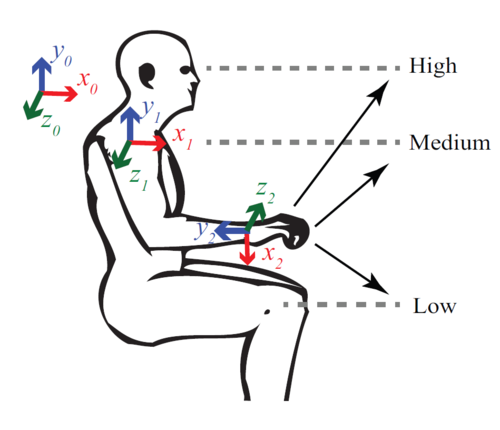 y₀
x₀
z₀
High
y₁
x₁
z₁
Medium
z₂
y₂
x₂
Low